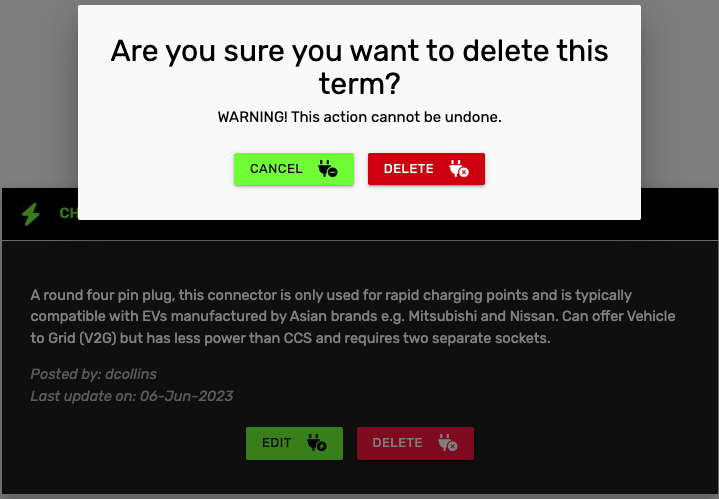 Are you sure you want to delete this
term?
WARNING! This action cannot be undone.
CANCEL
DELETE
A round four pin plug, this connector is only used for rapid charging points and is typically
compatible with EVs manufactured by Asian brands e.g. Mitsubishi and Nissan. Can offer Vehicle
to Grid (V2G) but has less power than CCS and requires two separate sockets.
Posted by: dcollins
Last update on: 06-Jun-2023
EDIT
DELETE